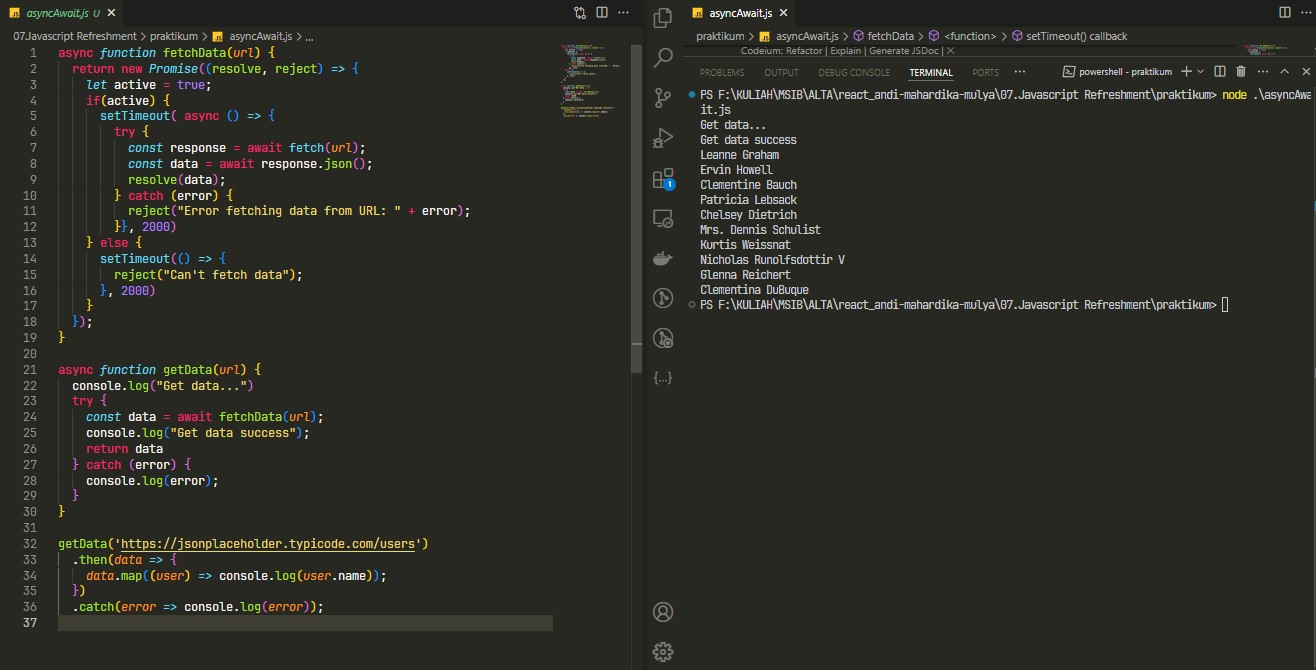 asyncAwait.js U
07.Javascript Refreshment > praktikum > asyncAwait.js > ...
1 async function fetchData(url) {
2 return new Promise((resolve, reject) => {
3 let active = true;
4 if(active) {
5 setTimeout( async () => {
6 try {
7 const response = await fetch(url);
8 const data = await response.json();
9 resolve(data);
10 } catch (error) {
11 reject("Error fetching data from URL: " + error);
12 }}, 2000)
13 } else {
14 setTimeout(() => {
15 reject("Can't fetch data");
16 }, 2000)
17 }
18 });
19 }
20
21 async function getData(url) {
22 console.log("Get data...")
23 try {
24 const data = await fetchData(url);
25 console.log("Get data success");
26 return data
27 } catch (error) {
28 console.log(error);
29 }
30 }
31
32 getData('https://jsonplaceholder.typicode.com/users')
33 .then(data => {
34 data.map((user) => console.log(user.name));
35 })
36 .catch(error => console.log(error));
37
1
{...}
asyncAwait.js
praktikum > asyncAwait.js > fetchData > <function> > setTimeout() callback
Codeium: Refactor | Explain | Generate JSDoc | X
PROBLEMS OUTPUT DEBUG CONSOLE TERMINAL PORTS ... powershell - praktikum
PS F:\KULIAH\MSIB\ALTA\react_andi-mahardika-mulya\07.Javascript Refreshment\praktikum> node .\asyncAwa
it.js
Get data...
Get data success
Leanne Graham
Ervin Howell
Clementine Bauch
Patricia Lebsack
Chelsey Dietrich
Mrs. Dennis Schulist
Kurtis Weissnat
Nicholas Runolfsdottir V
Glenna Reichert
Clementina DuBuque
PS F:\KULIAH\MSIB\ALTA\react_andi-mahardika-mulya\07.Javascript Refreshment\praktikum>